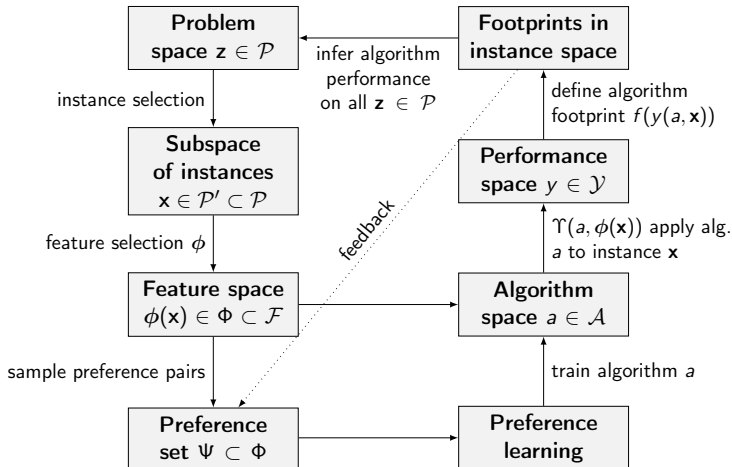 Problem
space z ∈ 𝒫
Footprints in
instance space
infer algorithm
performance
on all z ∈ 𝒫
instance selection
define algorithm
footprint f(y(a, x))
Subspace
of instances
x ∈ 𝒫′ ⊂ 𝒫
Performance
space y ∈ 𝒴
feedback
feature selection ϕ
Υ(a, ϕ(x)) apply alg.
a to instance x
Feature space
ϕ(x) ∈ Φ ⊂ ℱ
Algorithm
space a ∈ 𝒜
sample preference pairs
train algorithm a
Preference
set Ψ ⊂ Φ
Preference
learning